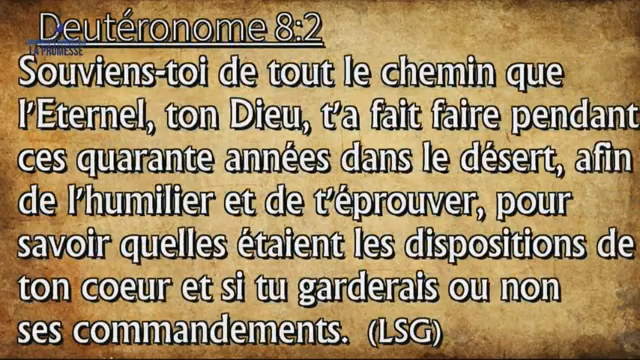 Deutéronome 8:2
LA PROMESSE
Souviens-toi de tout le chemin que
l'Eternel, ton Dieu, t'a fait faire pendant
ces quarante années dans le désert, afin
de l'humilier et de t'éprouver, pour
savoir quelles étaient les dispositions de
ton coeur et si tu garderais ou non
ses commandements. (LSG)